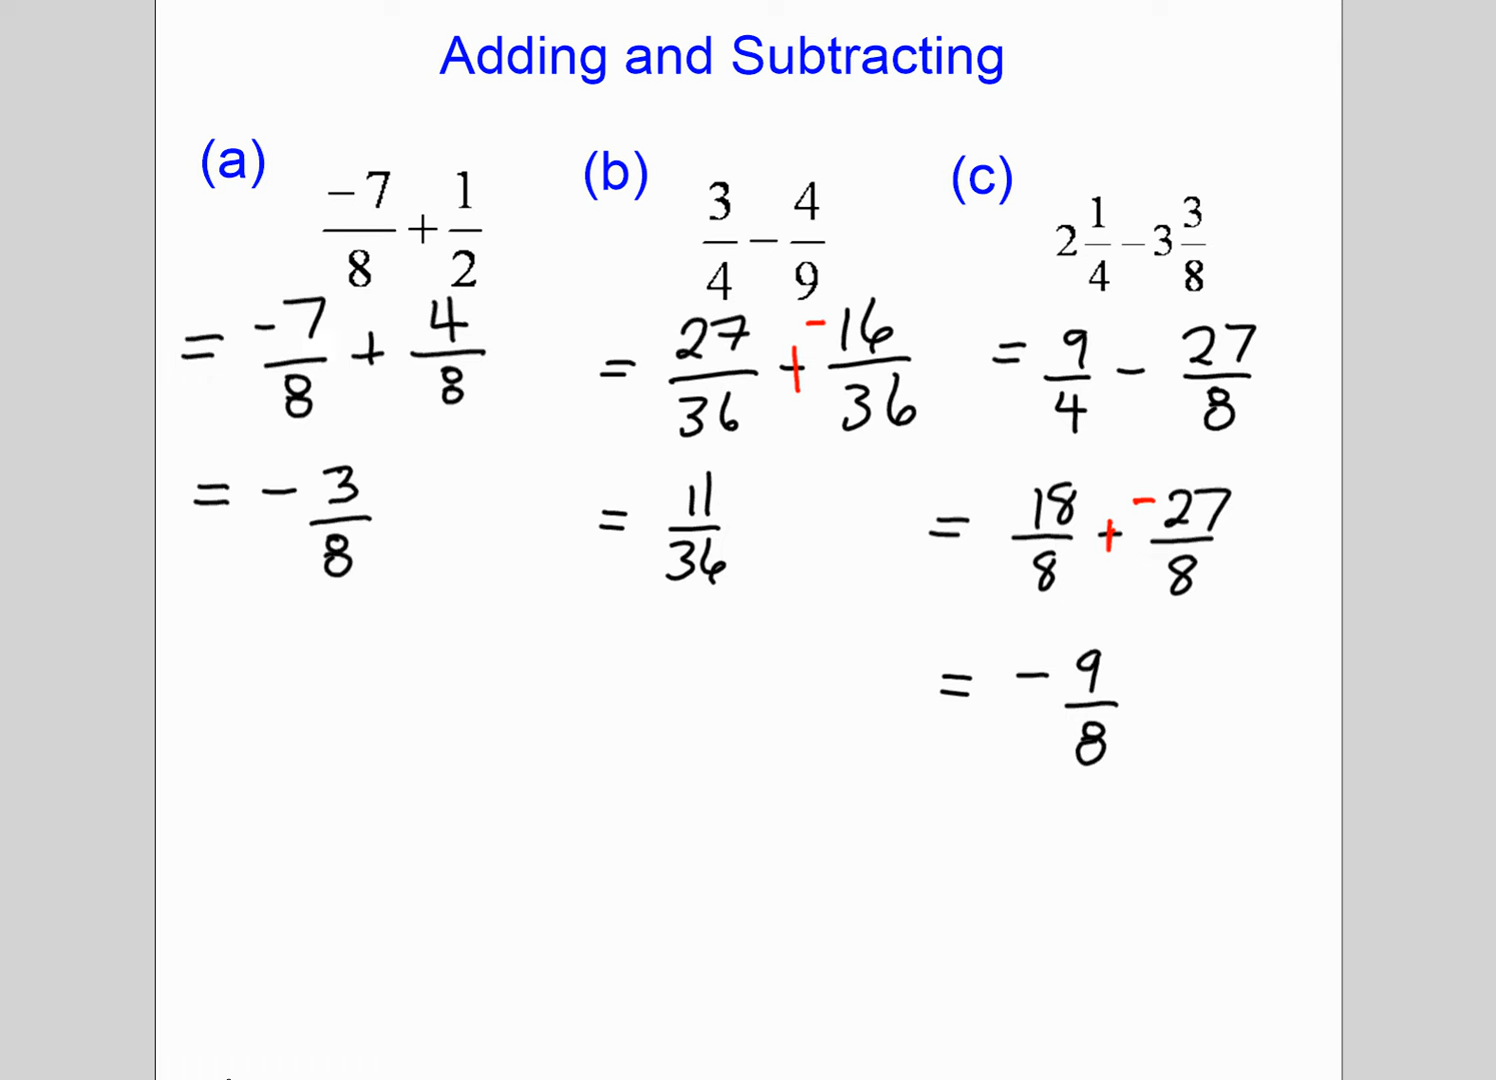 Adding and Subtracting
(a) -7/8 + 1/2
= -7/8 + 4/8
= - 3/8
(b) 3/4 - 4/9
= 27/36 + -16/36
= 11/36
(c) 2 1/4 - 3 3/8
= 9/4 - 27/8
= 18/8 + -27/8
= - 9/8